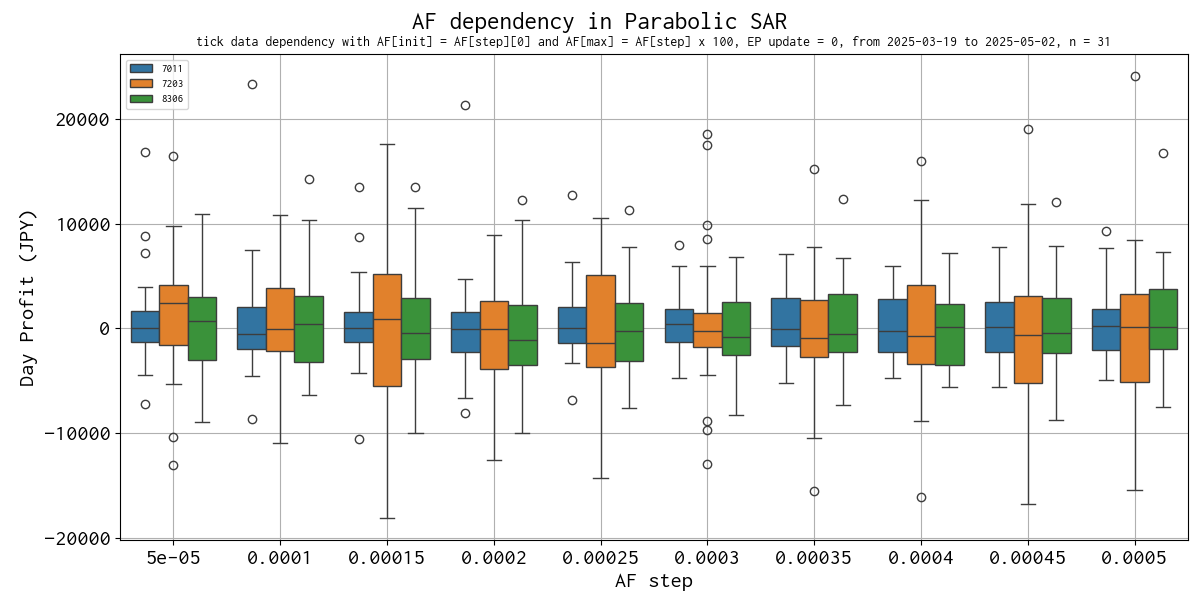 AF dependency in Parabolic SAR
tick data dependency with AF[init] = AF[step][0] and AF[max] = AF[step] x 100, EP update = 0, from 2025-03-19 to 2025-05-02, n = 31
7011
7203
8306
Day Profit (JPY)
20000
10000
0
−10000
−20000
5e-05 0.0001 0.00015 0.0002 0.00025 0.0003 0.00035 0.0004 0.00045 0.0005
AF step